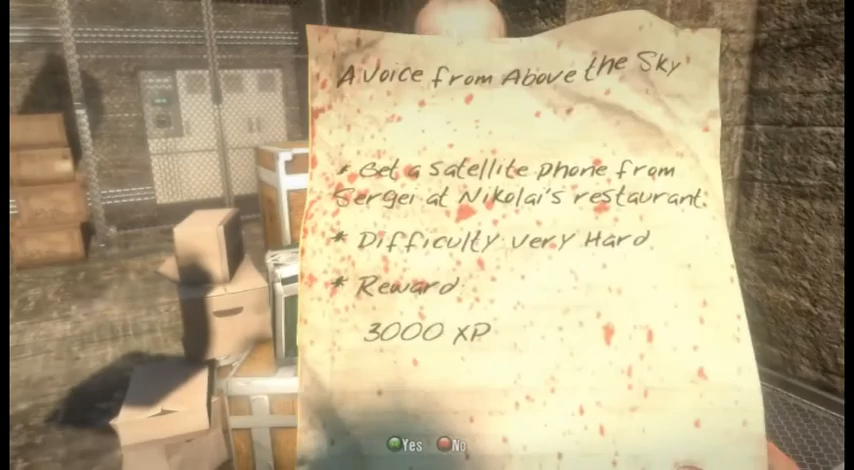 A Voice from Above the Sky
* Get a satellite phone from
Sergei at Nikolai's restaurant.
* Difficulty Very Hard
* Reward
3000 XP
Yes No